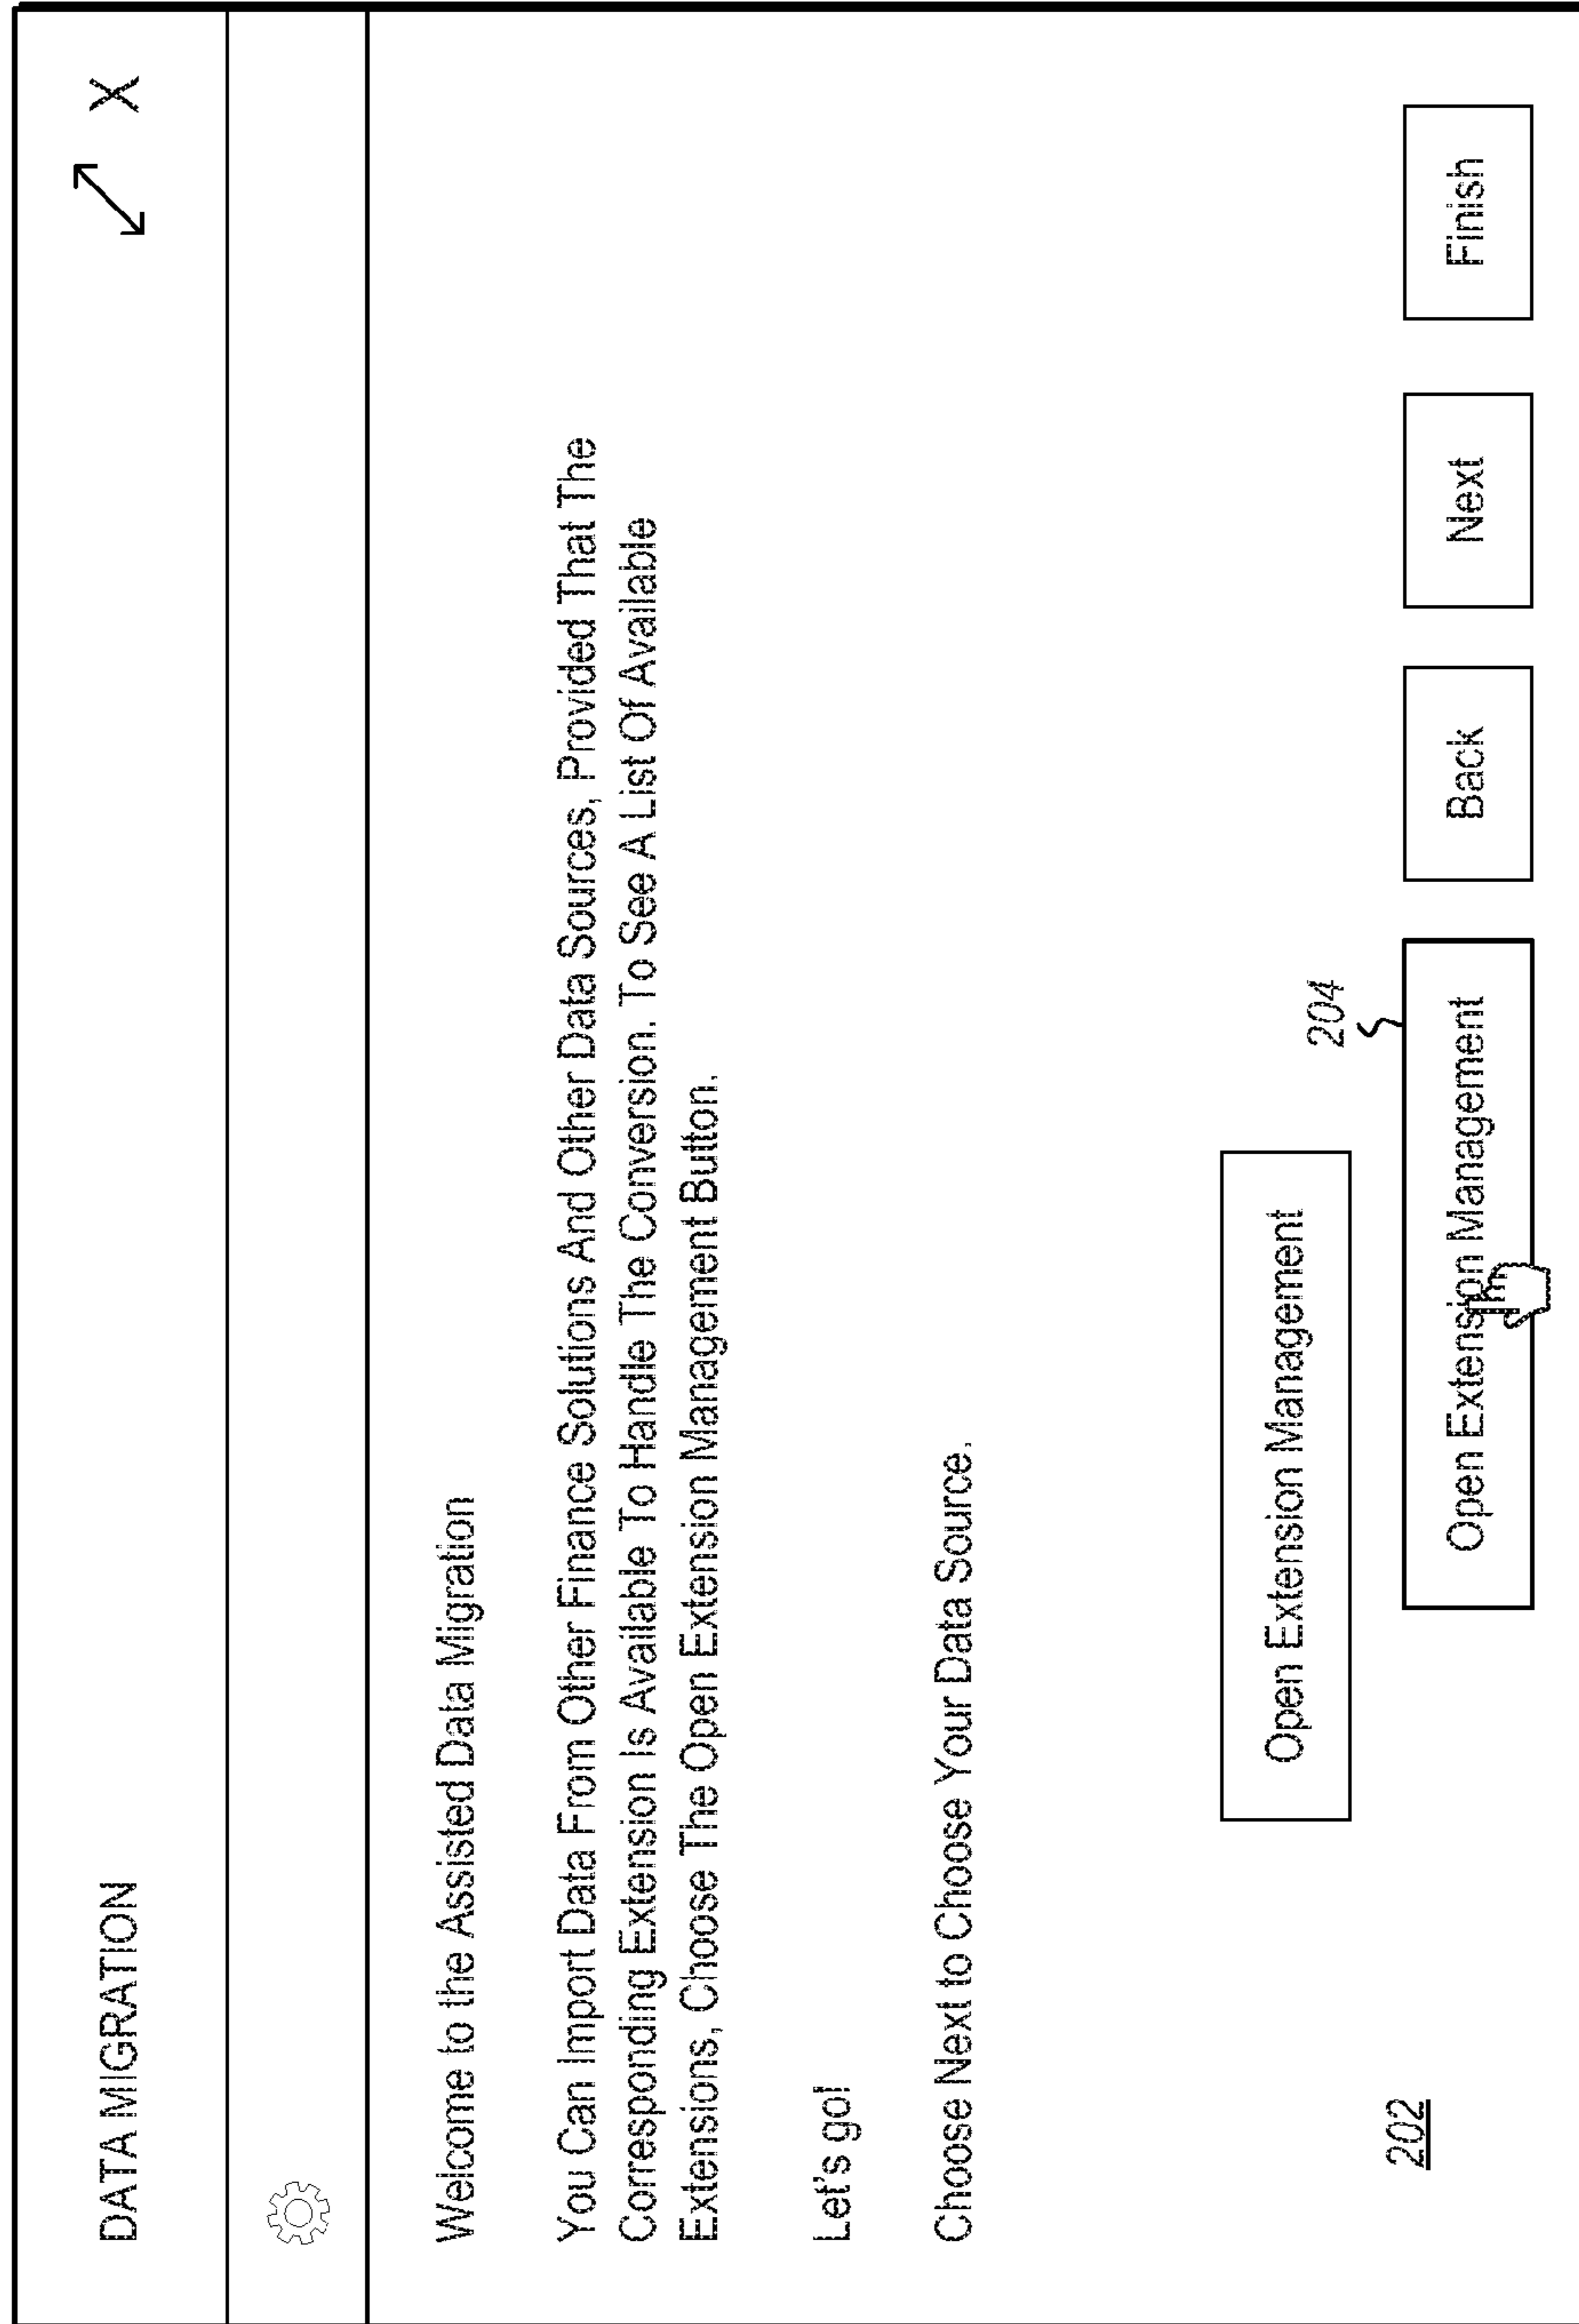 DATA MIGRATION
X
Welcome to the Assisted Data Migration
You Can Import Data From Other Finance Solutions And Other Data Sources, Provided That The
Corresponding Extension Is Available To Handle The Conversion. To See A List Of Available
Extensions, Choose The Open Extension Management Button.
Let's go!
Choose Next to Choose Your Data Source.
Open Extension Management
204
202
Open Extension Management
Back
Next
Finish